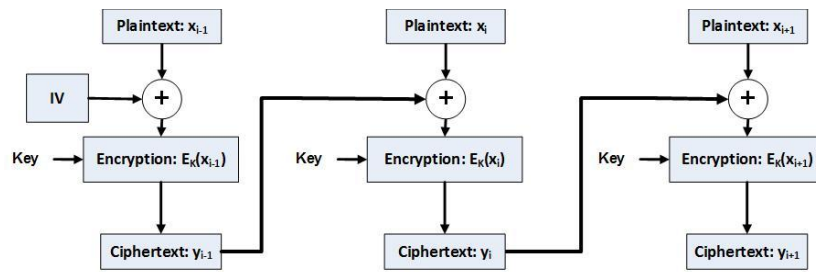 Plaintext: xi-1
Plaintext: xi
Plaintext: xi+1
IV
+
+
+
Key
Encryption: EK(xi-1)
Key
Encryption: EK(xi)
Key
Encryption: EK(xi+1)
Ciphertext: yi-1
Ciphertext: yi
Ciphertext: yi+1